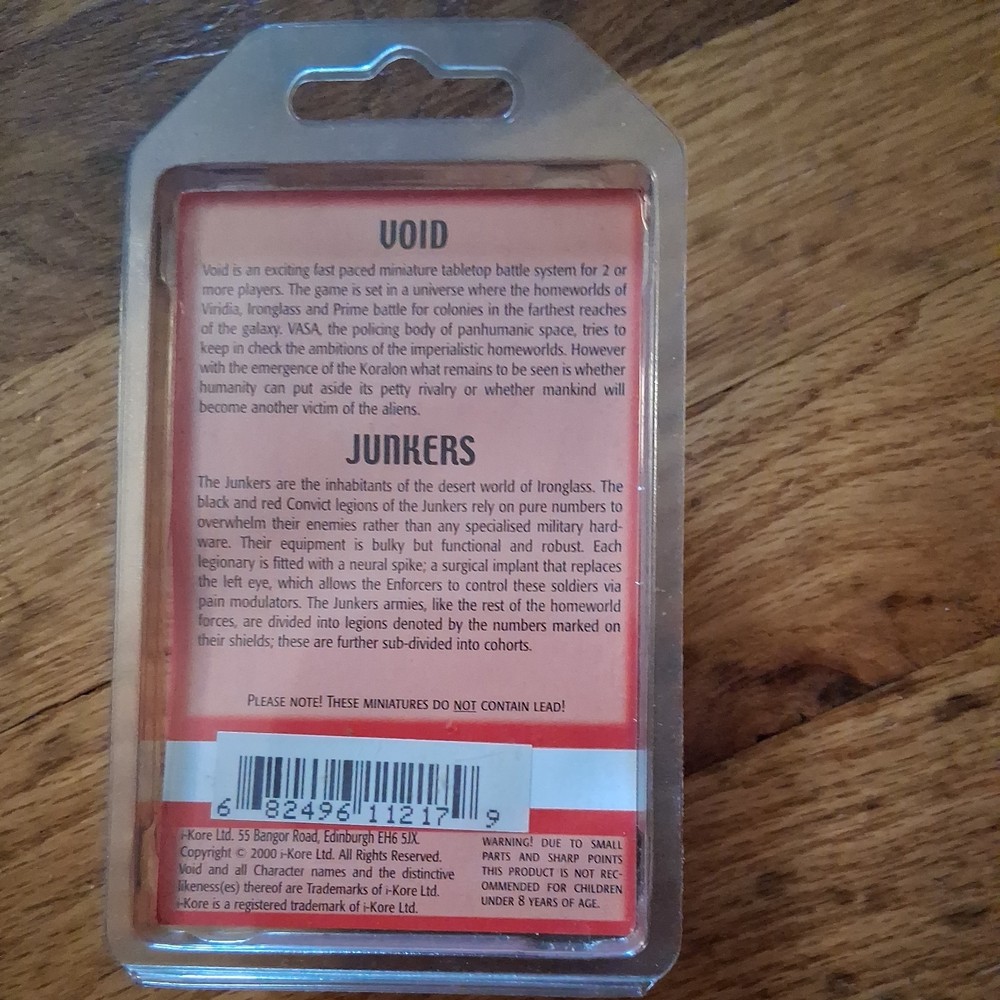 VOID
Void is an exciting fast paced miniature tabletop battle system for 2 or
more players. The game is set in a universe where the homeworlds of
Viridia, Ironglass and Prime battle for colonies in the farthest reaches
of the galaxy. VASA, the policing body of panhumanic space, tries to
keep in check the ambitions of the imperialistic homeworlds. However
with the emergence of the Koralon what remains to be seen is whether
humanity can put aside its petty rivalry or whether mankind will
become another victim of the aliens.
JUNKERS
The Junkers are the inhabitants of the desert world of Ironglass. The
black and red Convict legions of the Junkers rely on pure numbers to
overwhelm their enemies rather than any specialised military hard-
ware. Their equipment is bulky but functional and robust. Each
legionary is fitted with a neural spike; a surgical implant that replaces
the left eye, which allows the Enforcers to control these soldiers via
pain modulators. The Junkers armies, like the rest of the homeworld
forces, are divided into legions denoted by the numbers marked on
their shields; these are further sub-divided into cohorts.
PLEASE NOTE! THESE MINIATURES DO NOT CONTAIN LEAD!
6 82496 11217 9
i-Kore Ltd. 55 Bangor Road, Edinburgh EH6 5JX.
Copyright © 2000 i-Kore Ltd. All Rights Reserved.
Void and all Character names and the distinctive
likeness(es) thereof are Trademarks of i-Kore Ltd.
i-Kore is a registered trademark of i-Kore Ltd.
WARNING! DUE TO SMALL
PARTS AND SHARP POINTS
THIS PRODUCT IS NOT REC-
OMMENDED FOR CHILDREN
UNDER 8 YEARS OF AGE.